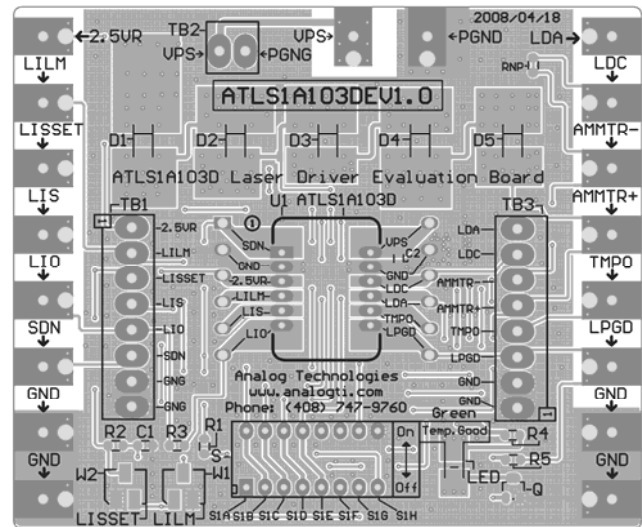 2008/04/18
2.5VR
TB2
VPS
PGNG
VPS
PGND
LDA
LILM
LDC
RNP
ATLS1A103DEV1.0
LISSET
AMMTR-
D1
D2
D3
D4
D5
ATLS1A103D Laser Driver Evaluation Board
LIS
AMMTR+
TB1
U1 ATLS1A103D
TB3
1
2.5VR
LILM
LISSET
LIS
LIO
SDN
GNG
GNG
1
SDN
GND
2.5VR
LILM
LIS
LIO
VPS
C2
GND
LDC
LDA
TMPO
LPGD
LDA
LDC
AMMTR-
AMMTR+
TMPO
LPGD
GND
GND
1
LIO
TMPO
SDN
LPGD
GND
GND
GND
GND
Analog Technologies
www.analogti.com
Phone: (408) 747-9760
Green
Temp.Good
R2
C1
R3
R1
S
On
Off
R4
R5
LED
Q
W2
W1
LISSET
LILM
S1A
S1B
S1C
S1D
S1E
S1F
S1G
S1H